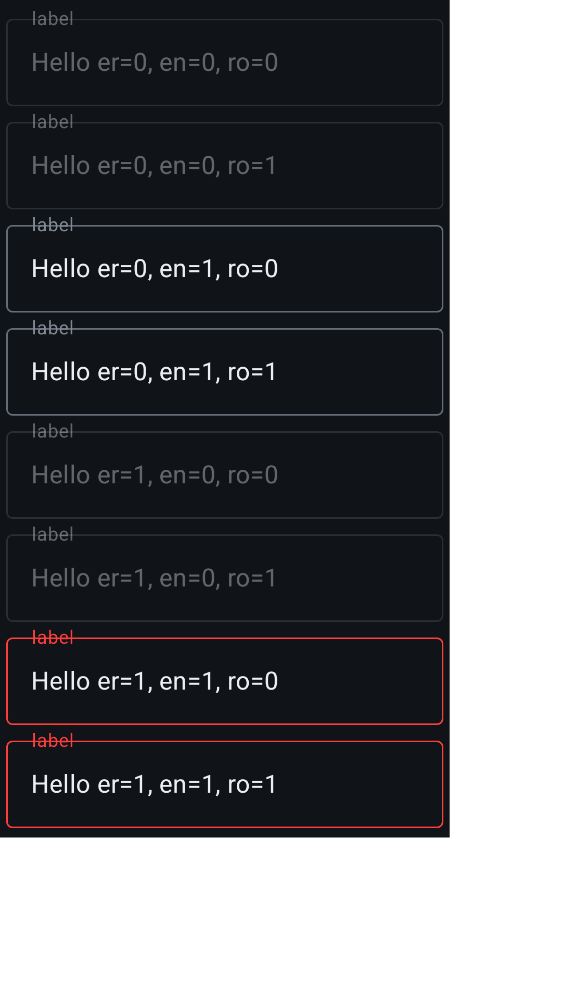 label
Hello er=0, en=0, ro=0
label
Hello er=0, en=0, ro=1
label
Hello er=0, en=1, ro=0
label
Hello er=0, en=1, ro=1
label
Hello er=1, en=0, ro=0
label
Hello er=1, en=0, ro=1
label
Hello er=1, en=1, ro=0
label
Hello er=1, en=1, ro=1